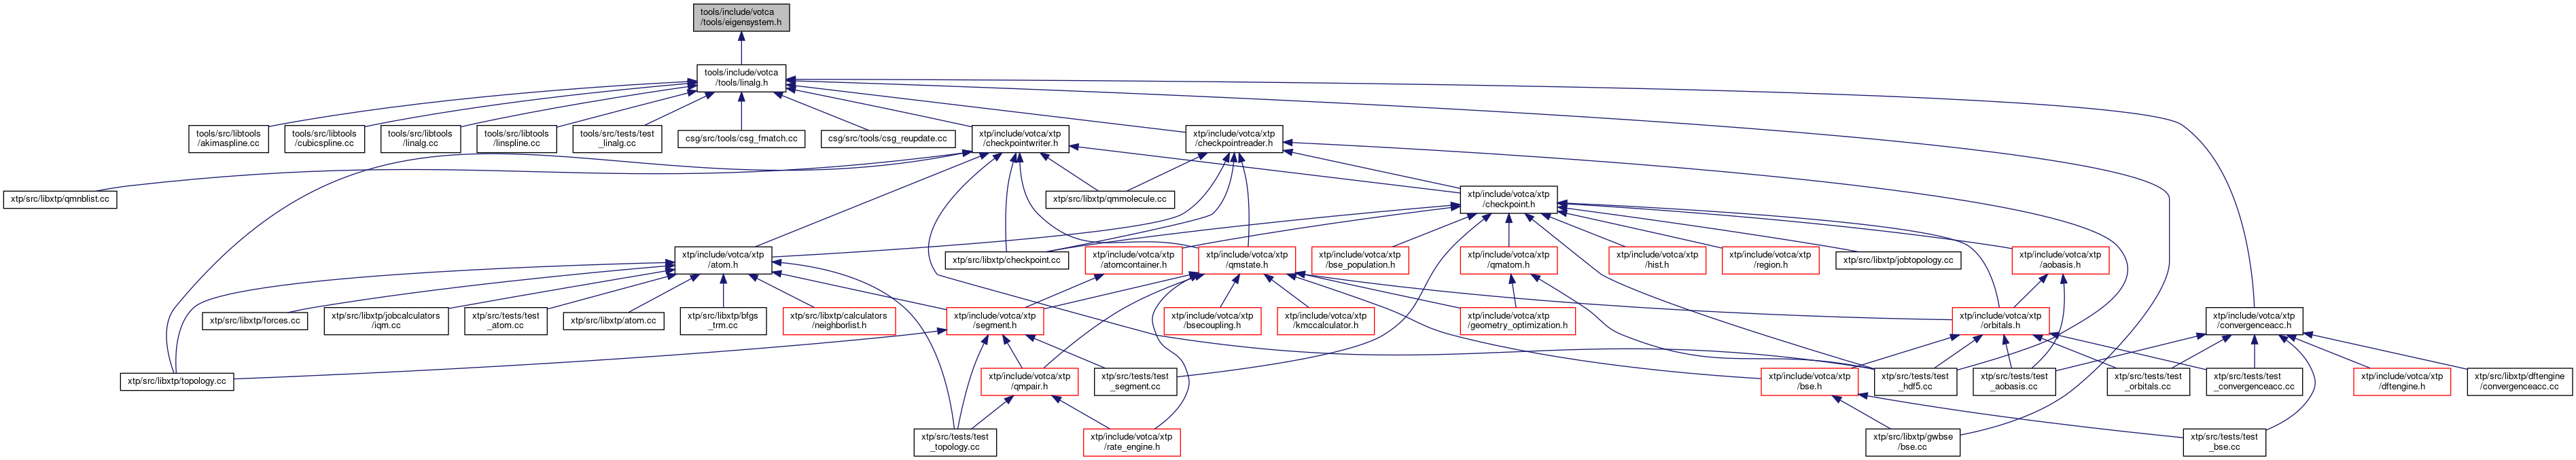 tools/include/votca
/tools/eigensystem.h
tools/include/votca
/tools/linalg.h
tools/src/libtools
/akimaspline.cc
tools/src/libtools
/cubicspline.cc
tools/src/libtools
/linalg.cc
tools/src/libtools
/linspline.cc
tools/src/tests/test
_linalg.cc
csg/src/tools/csg_fmatch.cc
csg/src/tools/csg_reupdate.cc
xtp/include/votca/xtp
/checkpointwriter.h
xtp/include/votca/xtp
/checkpointreader.h
xtp/src/libxtp/qmnblist.cc
xtp/src/libxtp/qmmolecule.cc
xtp/include/votca/xtp
/checkpoint.h
xtp/include/votca/xtp
/atom.h
xtp/src/libxtp/checkpoint.cc
xtp/include/votca/xtp
/atomcontainer.h
xtp/include/votca/xtp
/qmstate.h
xtp/include/votca/xtp
/bse_population.h
xtp/include/votca/xtp
/qmatom.h
xtp/include/votca/xtp
/hist.h
xtp/include/votca/xtp
/region.h
xtp/src/libxtp/jobtopology.cc
xtp/include/votca/xtp
/aobasis.h
xtp/src/libxtp/forces.cc
xtp/src/libxtp/jobcalculators
/iqm.cc
xtp/src/tests/test
_atom.cc
xtp/src/libxtp/atom.cc
xtp/src/libxtp/bfgs
_trm.cc
xtp/src/libxtp/calculators
/neighborlist.h
xtp/include/votca/xtp
/segment.h
xtp/include/votca/xtp
/bsecoupling.h
xtp/include/votca/xtp
/kmccalculator.h
xtp/include/votca/xtp
/geometry_optimization.h
xtp/include/votca/xtp
/orbitals.h
xtp/include/votca/xtp
/convergenceacc.h
xtp/src/libxtp/topology.cc
xtp/include/votca/xtp
/qmpair.h
xtp/src/tests/test
_segment.cc
xtp/include/votca/xtp
/bse.h
xtp/src/tests/test
_hdf5.cc
xtp/src/tests/test
_aobasis.cc
xtp/src/tests/test
_orbitals.cc
xtp/src/tests/test
_convergenceacc.cc
xtp/include/votca/xtp
/dftengine.h
xtp/src/libxtp/dftengine
/convergenceacc.cc
xtp/src/tests/test
_topology.cc
xtp/include/votca/xtp
/rate_engine.h
xtp/src/libxtp/gwbse
/bse.cc
xtp/src/tests/test
_bse.cc